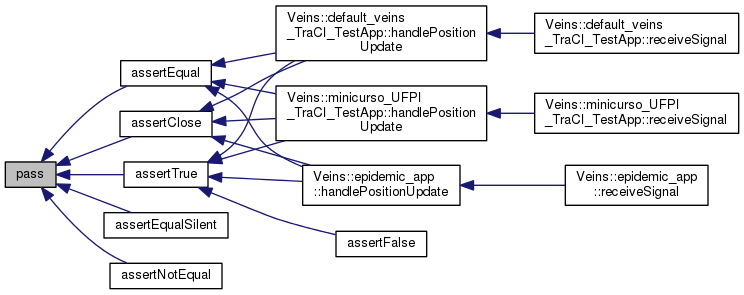 pass
assertEqual
assertClose
assertTrue
assertEqualSilent
assertNotEqual
Veins::default_veins
_TraCI_TestApp::handlePosition
Update
Veins::minicurso_UFPI
_TraCI_TestApp::handlePosition
Update
Veins::epidemic_app
::handlePositionUpdate
assertFalse
Veins::default_veins
_TraCI_TestApp::receiveSignal
Veins::minicurso_UFPI
_TraCI_TestApp::receiveSignal
Veins::epidemic_app
::receiveSignal